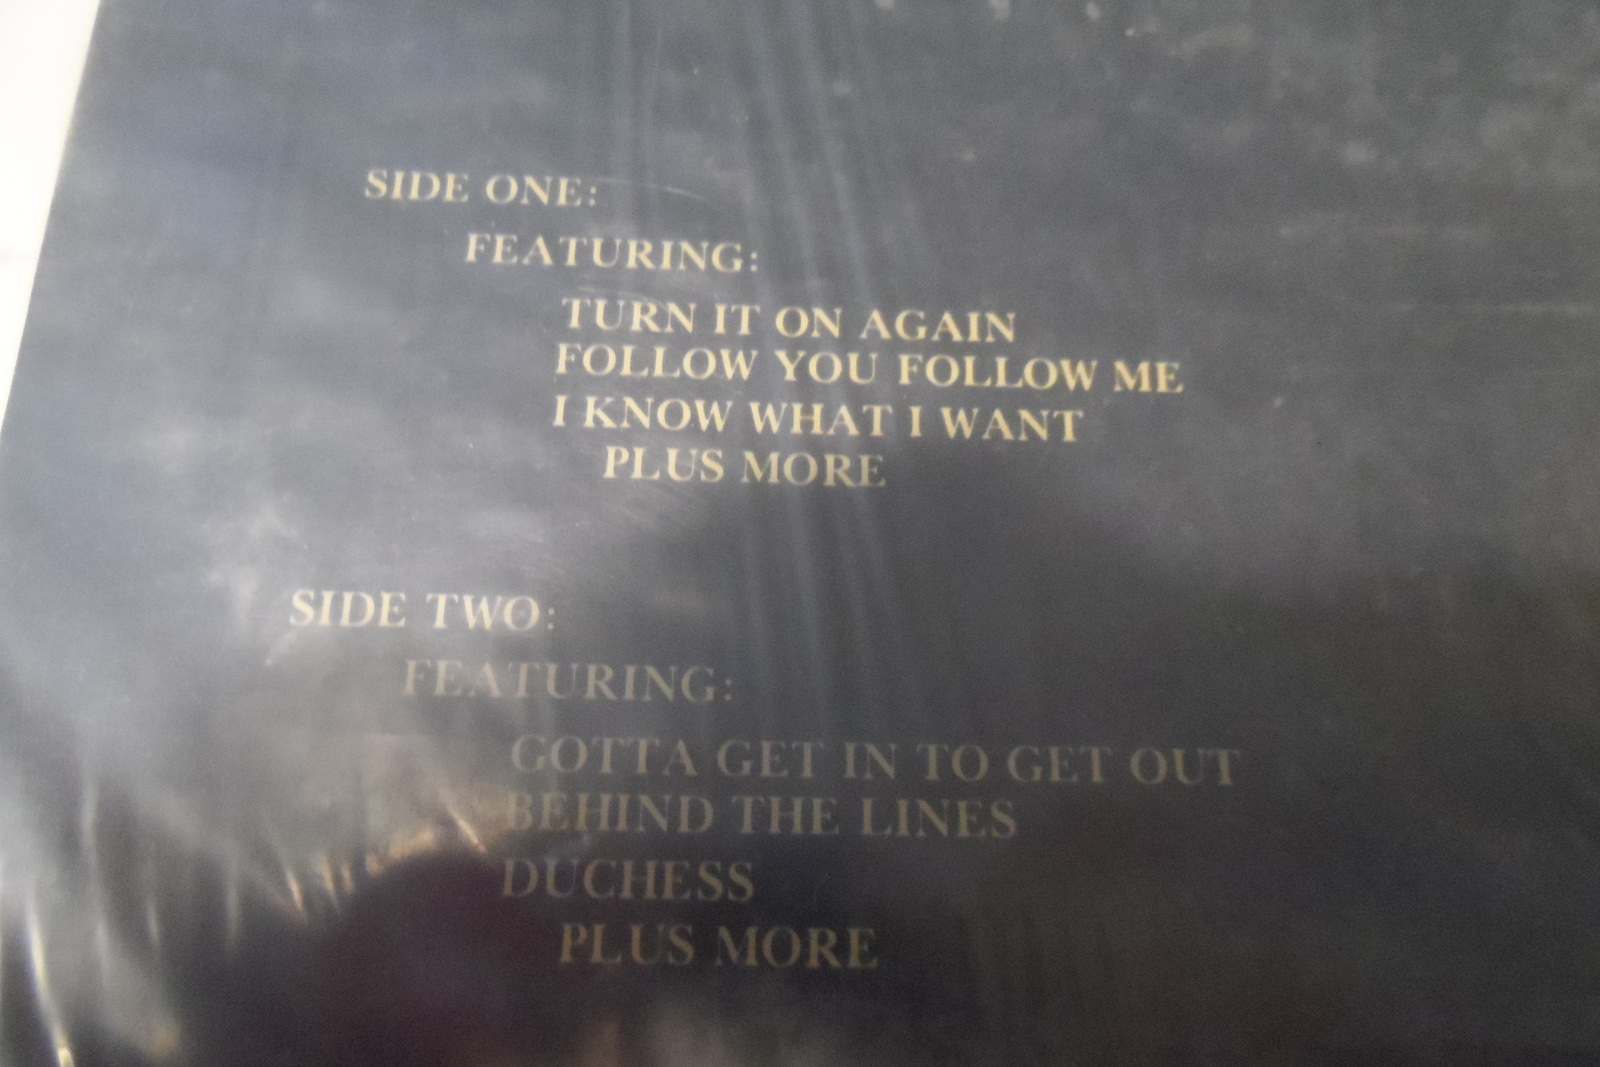 SIDE ONE:
FEATURING:
TURN IT ON AGAIN
FOLLOW YOU FOLLOW ME
I KNOW WHAT I WANT
PLUS MORE
SIDE TWO:
FEATURING:
GOTTA GET IN TO GET OUT
BEHIND THE LINES
DUCHESS
PLUS MORE